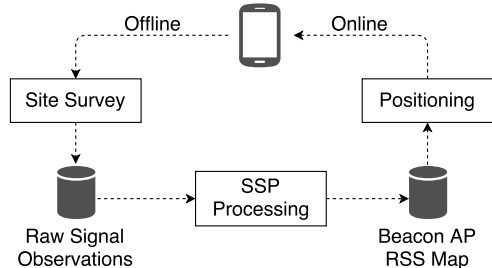 Offline
Online
Site Survey
Positioning
SSP
Processing
Raw Signal
Observations
Beacon AP
RSS Map